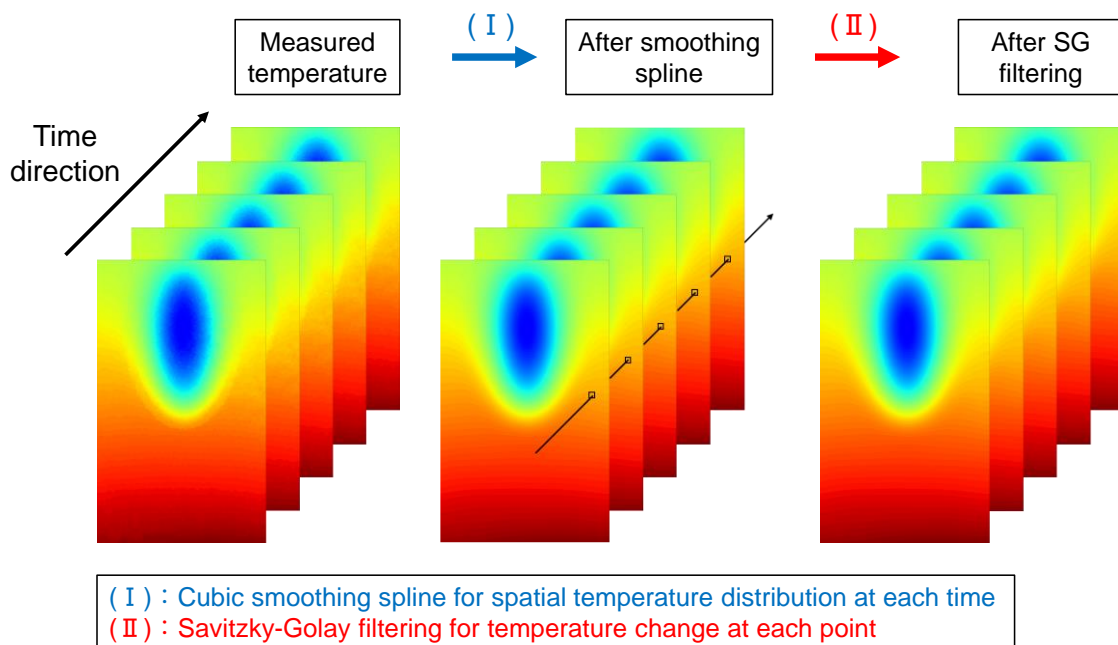 Measured
temperature
(Ⅰ)
After smoothing
spline
(Ⅱ)
After SG
filtering
Time
direction
(Ⅰ):Cubic smoothing spline for spatial temperature distribution at each time
(Ⅱ):Savitzky-Golay filtering for temperature change at each point